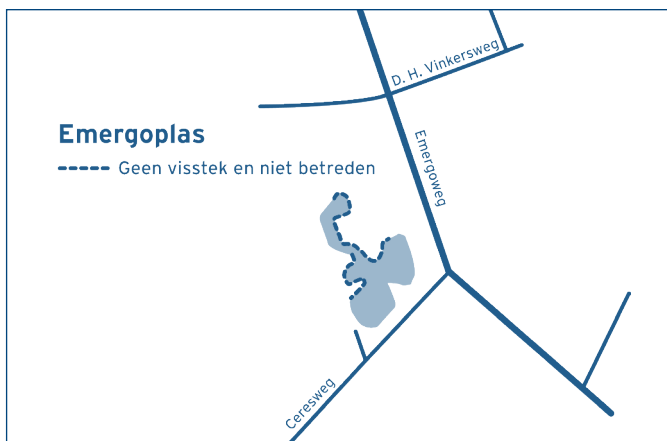 D. H. Vinkersweg
Emergoplas
Geen visstek en niet betreden
Emergoweg
Ceresweg